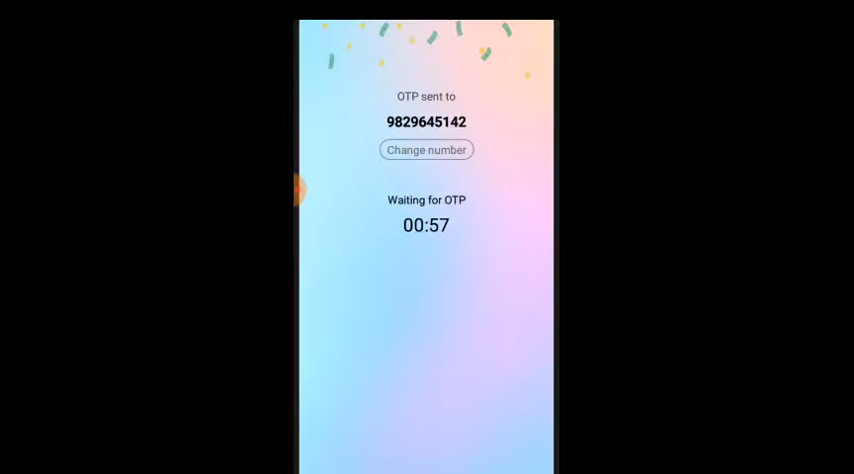 OTP sent to
9829645142
Change number
Waiting for OTP
00:57